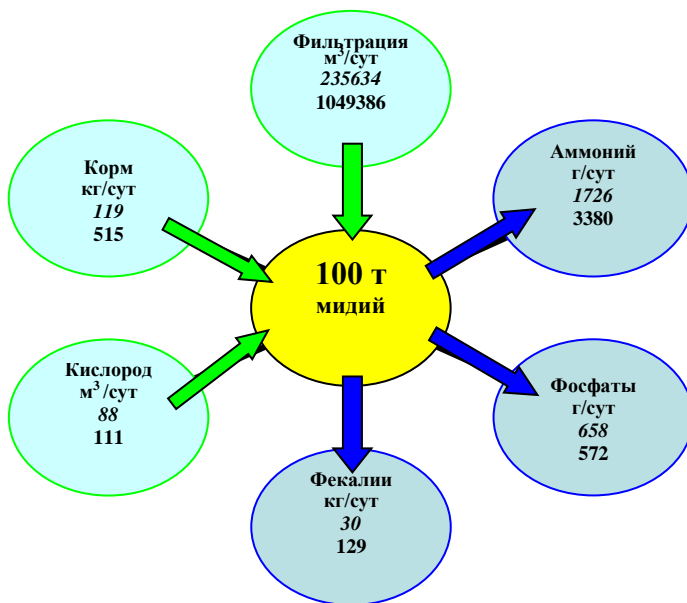 Фильтрация
м³/сут
235634
1049386
Корм
кг/сут
119
515
Аммоний
г/сут
1726
3380
100 т
мидий
Кислород
м³/сут
88
111
Фосфаты
г/сут
658
572
Фекалии
кг/сут
30
129